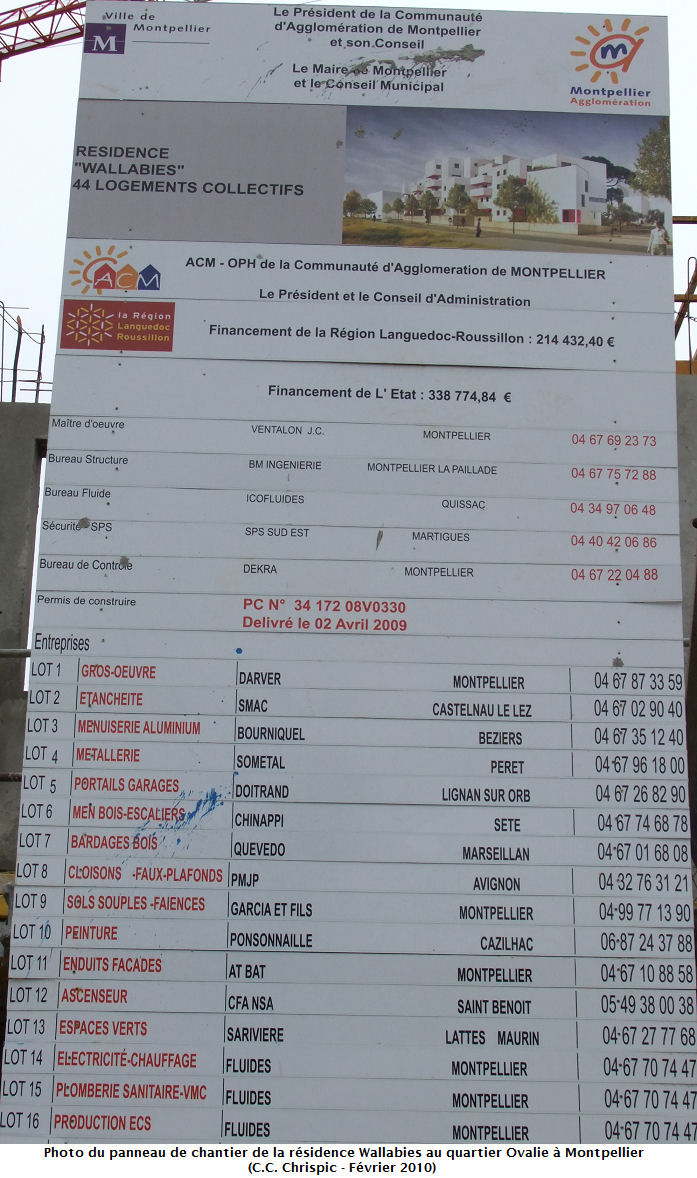 Ville de
Montpellier
M
Le Président de la Communauté
d'Agglomération de Montpellier
et son Conseil
Le Maire de Montpellier
et le Conseil Municipal
m
Montpellier
Agglomération
RESIDENCE
"WALLABIES"
44 LOGEMENTS COLLECTIFS
ACM
ACM - OPH de la Communauté d'Agglomeration de MONTPELLIER
Le Président et le Conseil d'Administration
la Région
Languedoc
Roussillon
Financement de la Région Languedoc-Roussillon : 214 432,40 €
Financement de L' Etat : 338 774,84 €
Maître d'oeuvre VENTALON J.C. MONTPELLIER 04 67 69 23 73
Bureau Structure BM INGENIERIE MONTPELLIER LA PAILLADE 04 67 75 72 88
Bureau Fluide ICOFLUIDES QUISSAC 04 34 97 06 48
Sécurité SPS SPS SUD EST MARTIGUES 04 40 42 06 86
Bureau de Contrôle DEKRA MONTPELLIER 04 67 22 04 88
Permis de construire PC N° 34 172 08V0330
Delivré le 02 Avril 2009
Entreprises
LOT 1 GROS-OEUVRE DARVER MONTPELLIER 04 67 87 33 59
LOT 2 ETANCHEITE SMAC CASTELNAU LE LEZ 04 67 02 90 40
LOT 3 MENUISERIE ALUMINIUM BOURNIQUEL BEZIERS 04 67 35 12 40
LOT 4 METALLERIE SOMETAL PERET 04 67 96 18 00
LOT 5 PORTAILS GARAGES DOITRAND LIGNAN SUR ORB 04 67 26 82 90
LOT 6 MEN BOIS-ESCALIERS CHINAPPI SETE 04 67 74 68 78
LOT 7 BARDAGES BOIS QUEVEDO MARSEILLAN 04 67 01 68 08
LOT 8 CLOISONS -FAUX-PLAFONDS PMJP AVIGNON 04 32 76 31 21
LOT 9 SOLS SOUPLES -FAIENCES GARCIA ET FILS MONTPELLIER 04 99 77 13 90
LOT 10 PEINTURE PONSONNAILLE CAZILHAC 06 87 24 37 88
LOT 11 ENDUITS FACADES AT BAT MONTPELLIER 04 67 10 88 58
LOT 12 ASCENSEUR CFA NSA SAINT BENOIT 05 49 38 00 38
LOT 13 ESPACES VERTS SARIVIERE LATTES MAURIN 04 67 27 77 68
LOT 14 ELECTRICITÉ-CHAUFFAGE FLUIDES MONTPELLIER 04 67 70 74 47
LOT 15 PLOMBERIE SANITAIRE-VMC FLUIDES MONTPELLIER 04 67 70 74 47
LOT 16 PRODUCTION ECS FLUIDES MONTPELLIER 04 67 70 74 47
Photo du panneau de chantier de la résidence Wallabies au quartier Ovalie à Montpellier
(C.C. Chrispic - Février 2010)